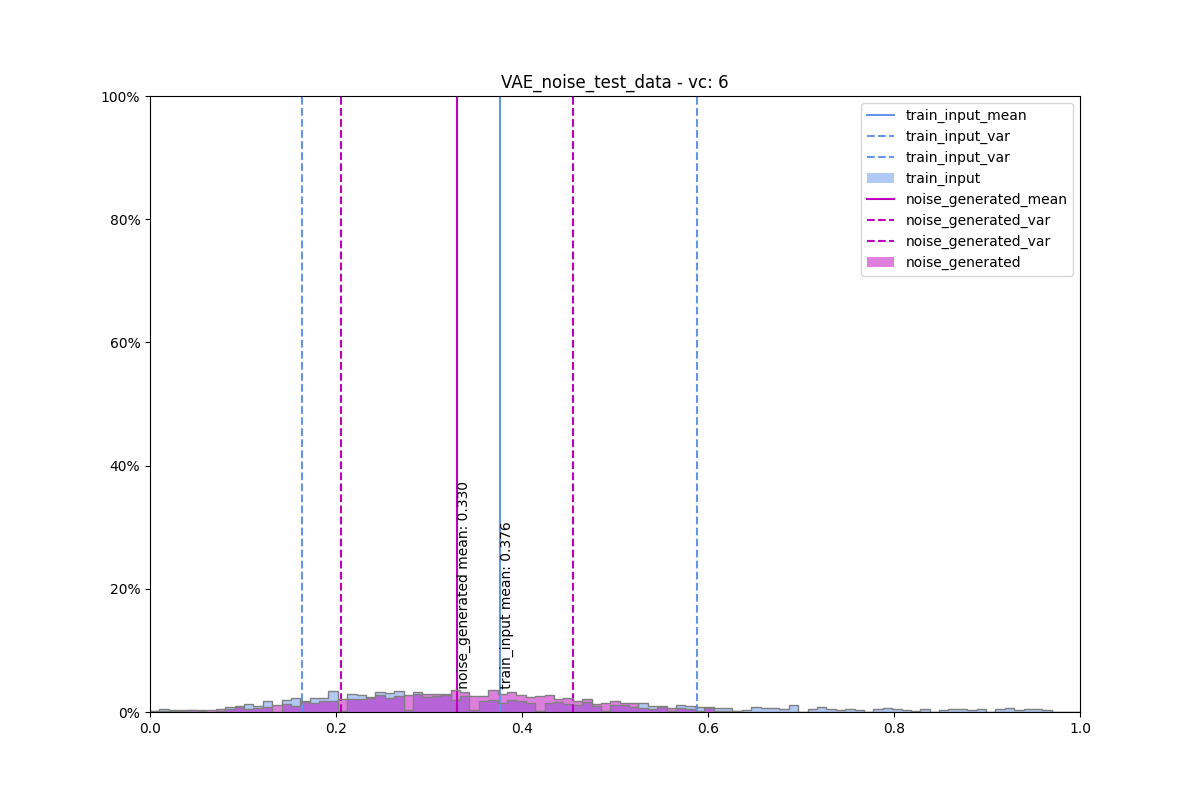 VAE_noise_test_data - vc: 6
100%
80%
60%
40%
20%
0%
train_input_mean
train_input_var
train_input_var
train_input
noise_generated_mean
noise_generated_var
noise_generated_var
noise_generated
noise_generated mean: 0.330
train_input mean: 0.376
0.0 0.2 0.4 0.6 0.8 1.0